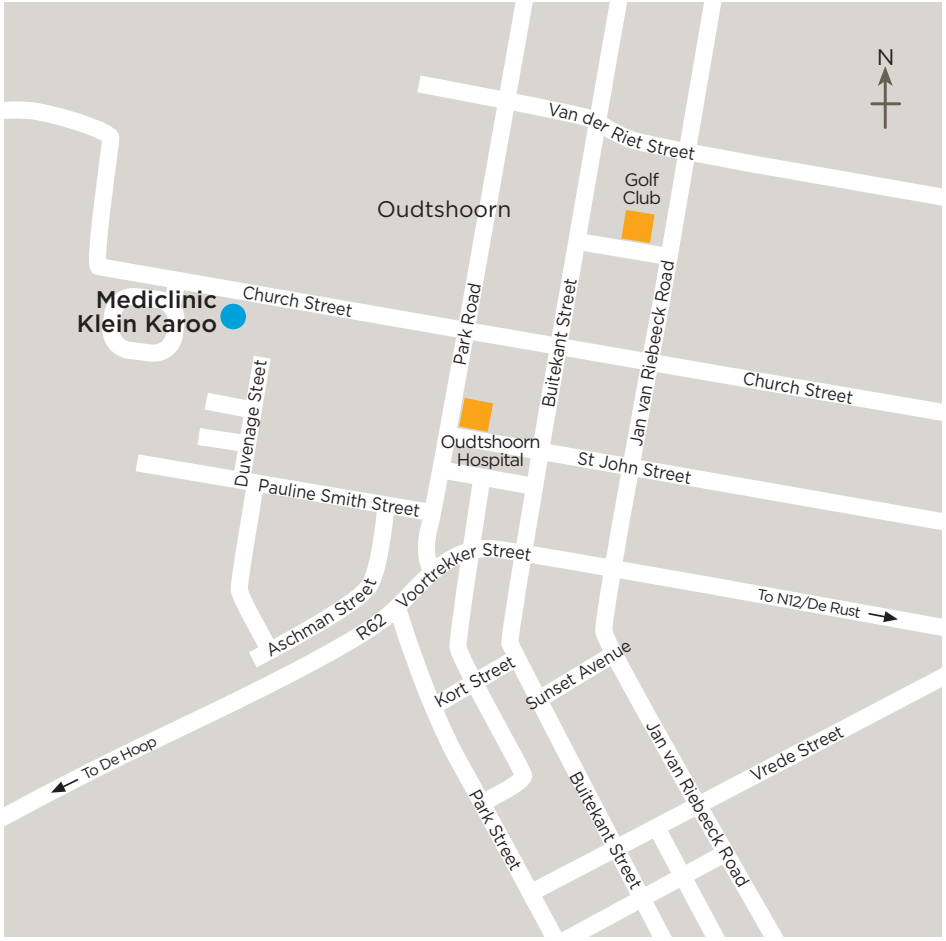 N
Van der Riet Street
Golf
Club
Oudtshoorn
Mediclinic
Klein Karoo
Church Street
Park Road
Buitekant Street
Jan van Riebeeck Road
Church Street
Duvenage Steet
Oudtshoorn
Hospital
St John Street
Pauline Smith Street
Voortrekker Street
To N12/De Rust
Aschman Street
R62
Kort Street
Sunset Avenue
To De Hoop
Jan van Riebeeck Road
Vrede Street
Park Street
Buitekant Street